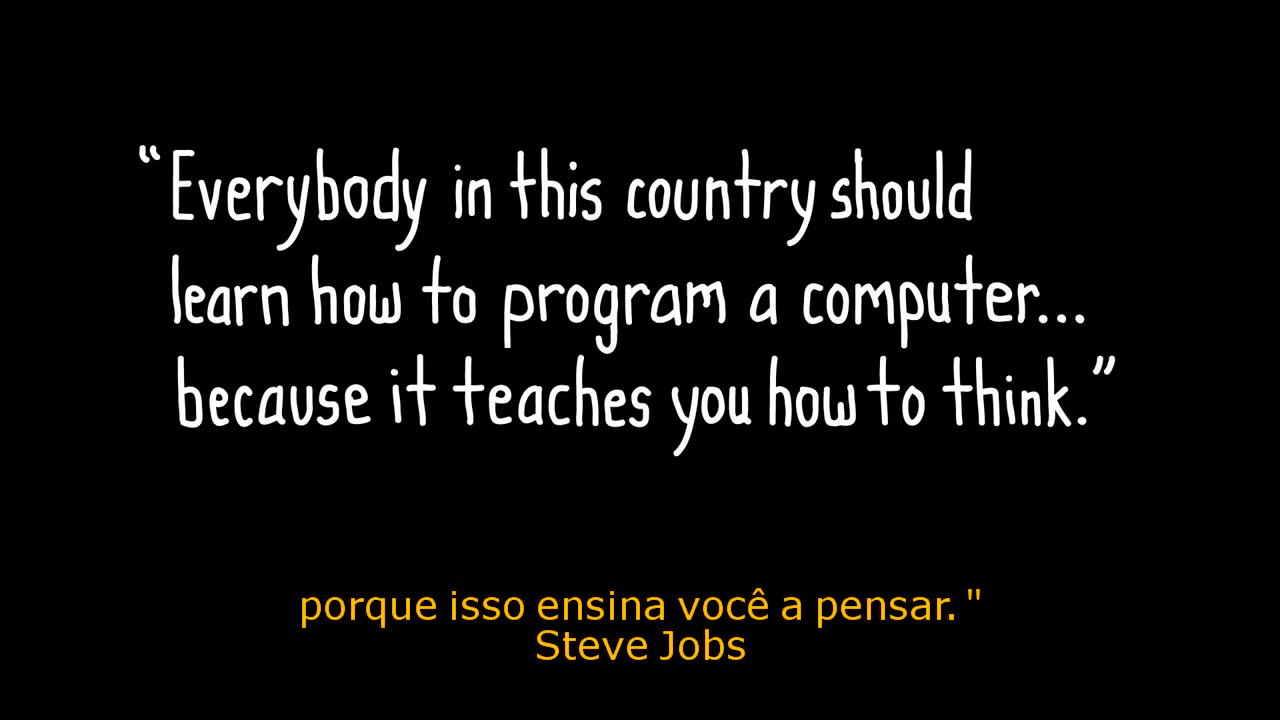 “Everybody in this country should
learn how to program a computer...
because it teaches you how to think.”
porque isso ensina você a pensar."
Steve Jobs